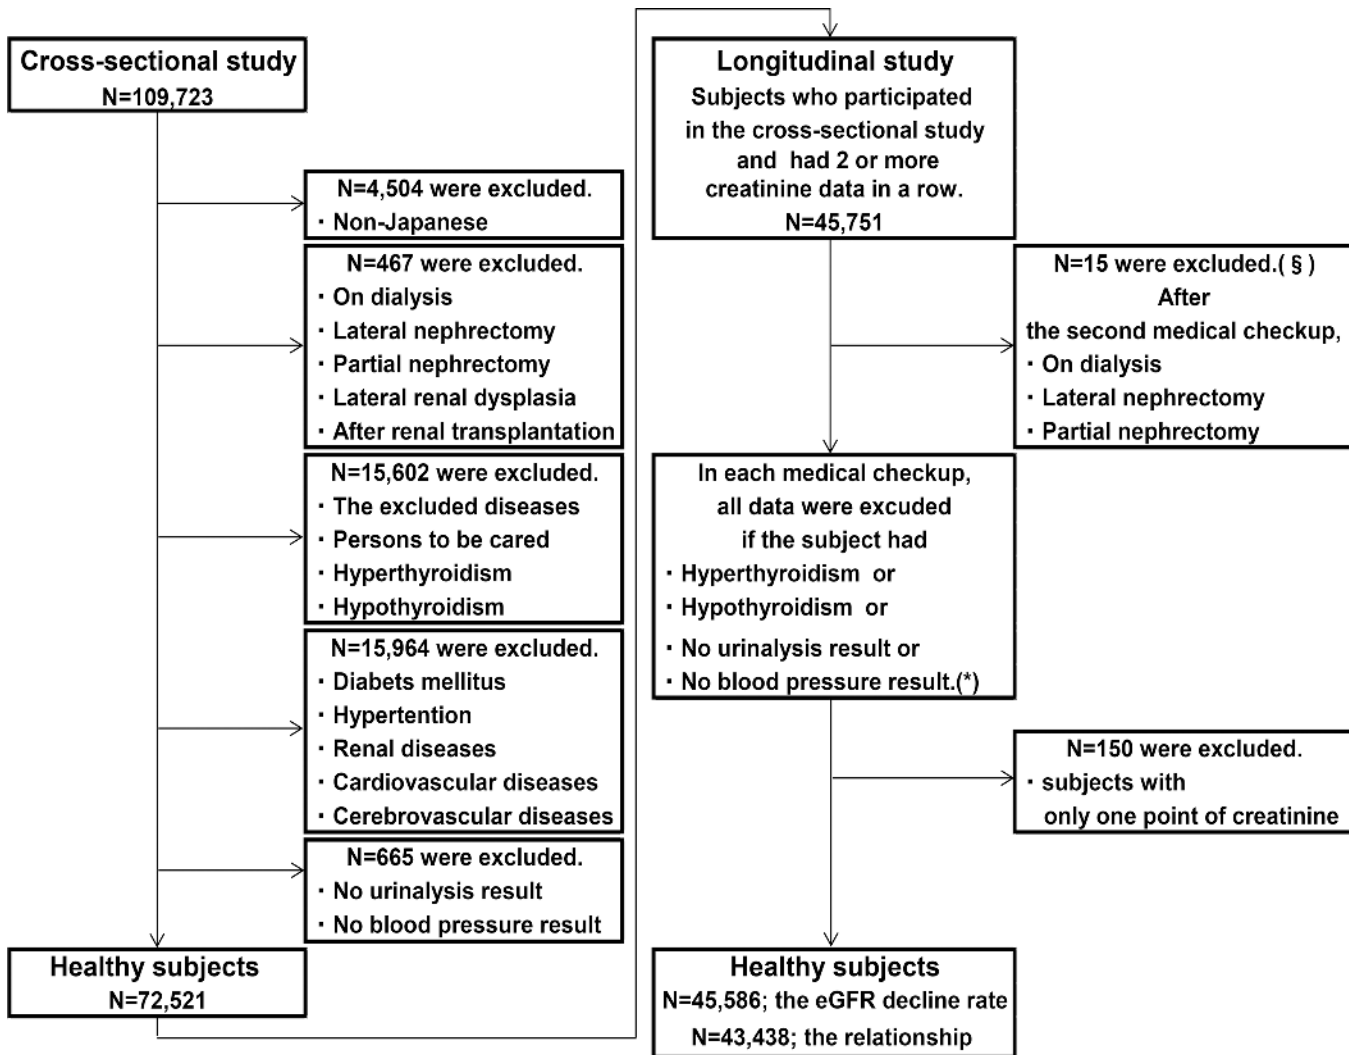 Cross-sectional study
N=109,723
N=4,504 were excluded.
・Non-Japanese
N=467 were excluded.
・On dialysis
・Lateral nephrectomy
・Partial nephrectomy
・Lateral renal dysplasia
・After renal transplantation
N=15,602 were excluded.
・The excluded diseases
・Persons to be cared
・Hyperthyroidism
・Hypothyroidism
N=15,964 were excluded.
・Diabets mellitus
・Hypertention
・Renal diseases
・Cardiovascular diseases
・Cerebrovascular diseases
N=665 were excluded.
・No urinalysis result
・No blood pressure result
Healthy subjects
N=72,521
Longitudinal study
Subjects who participated
in the cross-sectional study
and had 2 or more
creatinine data in a row.
N=45,751
N=15 were excluded.( § )
After
the second medical checkup,
・On dialysis
・Lateral nephrectomy
・Partial nephrectomy
In each medical checkup,
all data were excuded
if the subject had
・Hyperthyroidism or
・Hypothyroidism or
・No urinalysis result or
・No blood pressure result.(*)
N=150 were excluded.
・subjects with
only one point of creatinine
Healthy subjects
N=45,586; the eGFR decline rate
N=43,438; the relationship